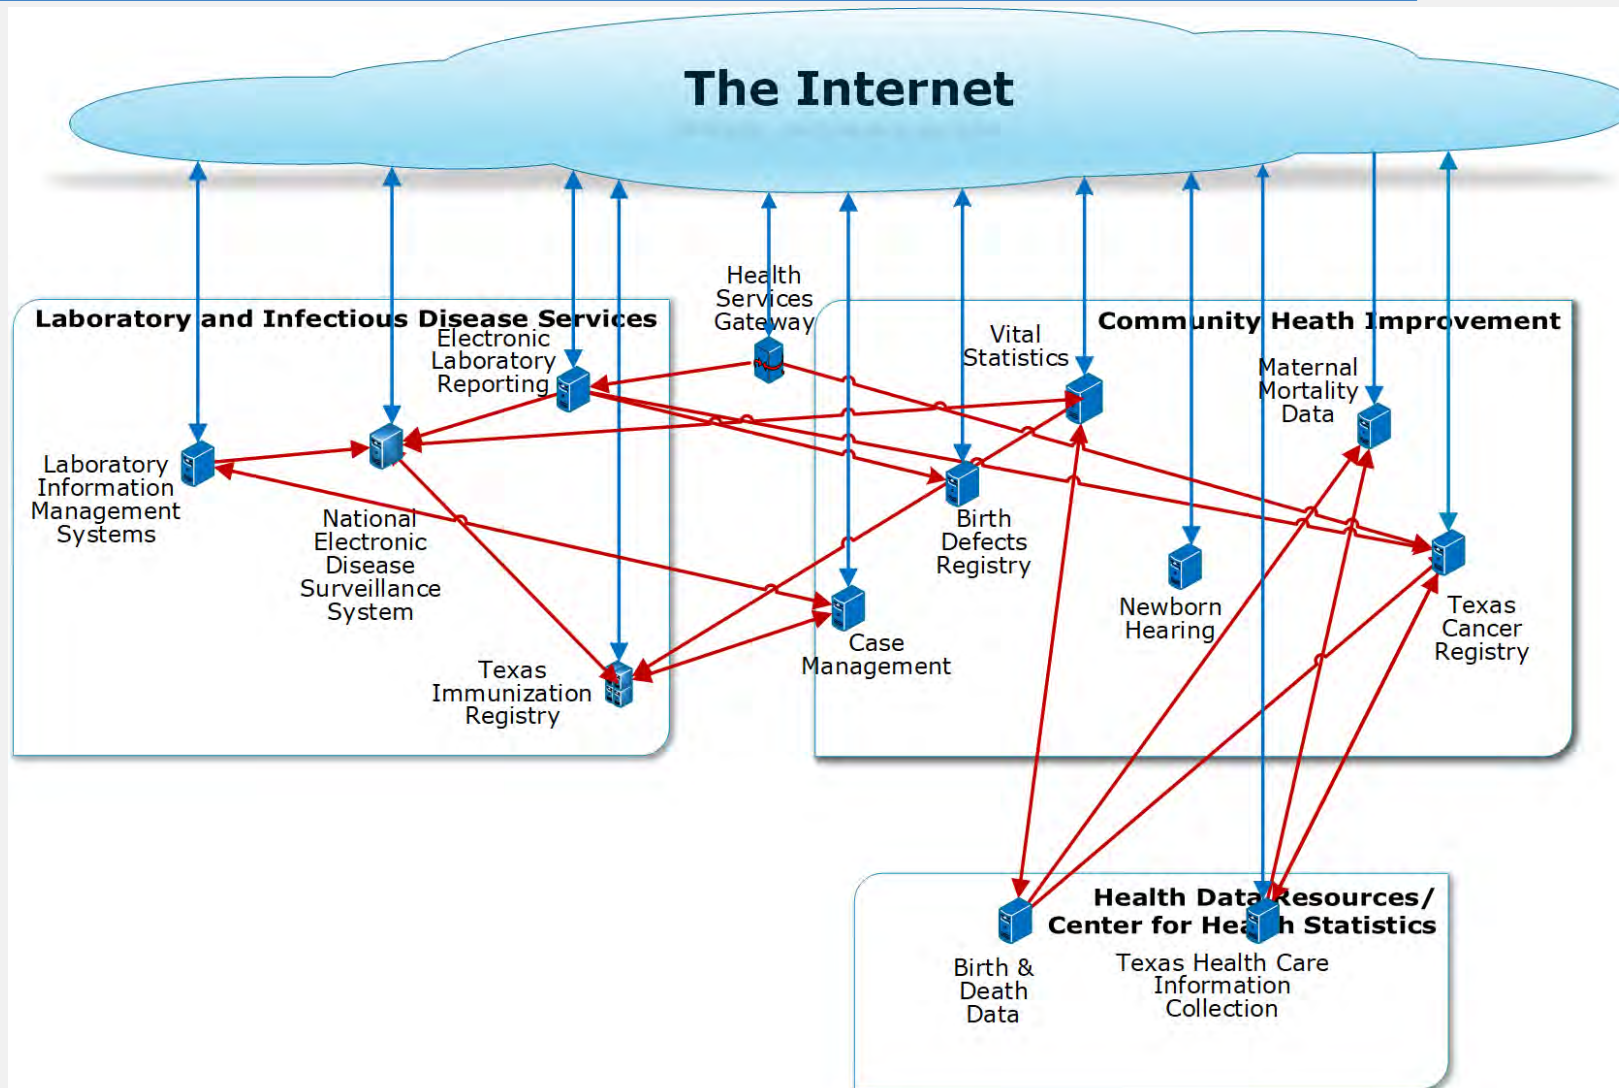 The Internet
Laboratory and Infectious Disease Services
Electronic
Laboratory
Reporting
Laboratory
Information
Management
Systems
National
Electronic
Disease
Surveillance
System
Texas
Immunization
Registry
Health
Services
Gateway
Community Heath Improvement
Vital
Statistics
Maternal
Mortality
Data
Birth
Defects
Registry
Case
Management
Newborn
Hearing
Texas
Cancer
Registry
Health Data Resources/
Center for Health Statistics
Birth &
Death
Data
Texas Health Care
Information
Collection